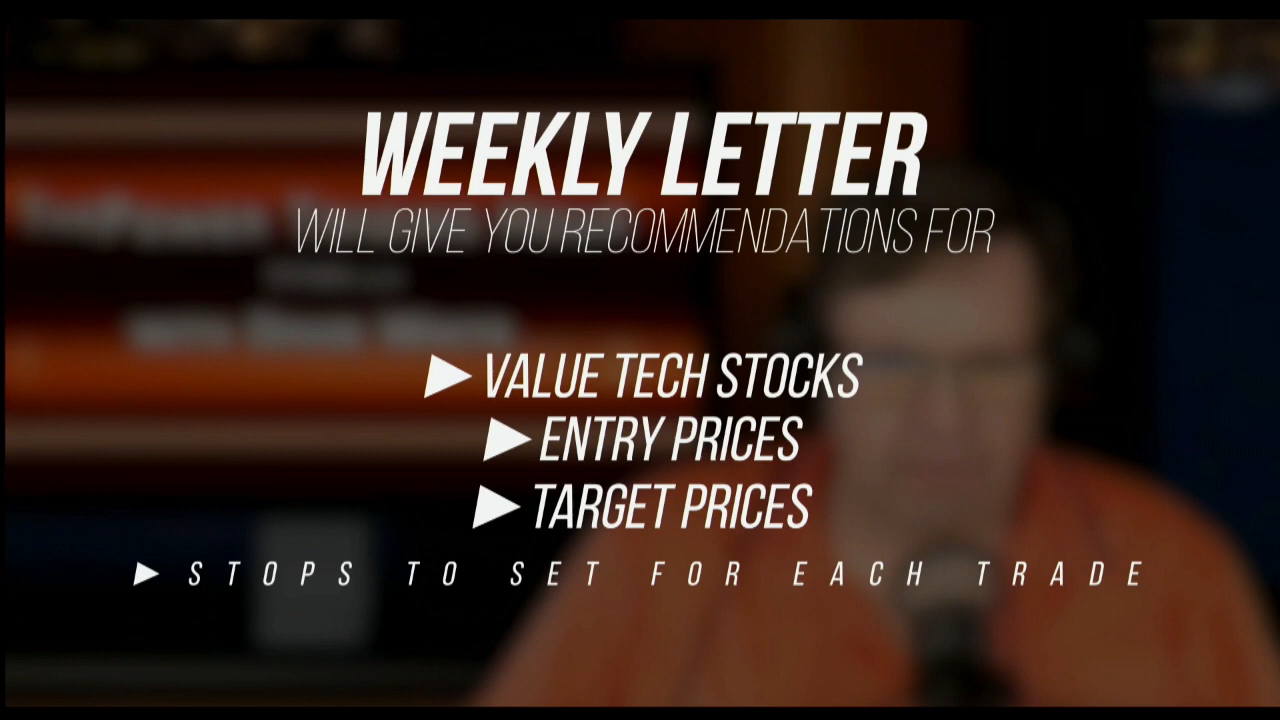 WEEKLY LETTER
WILL GIVE YOU RECOMMENDATIONS FOR
▶ VALUE TECH STOCKS
▶ ENTRY PRICES
▶ TARGET PRICES
▶ STOPS TO SET FOR EACH TRADE